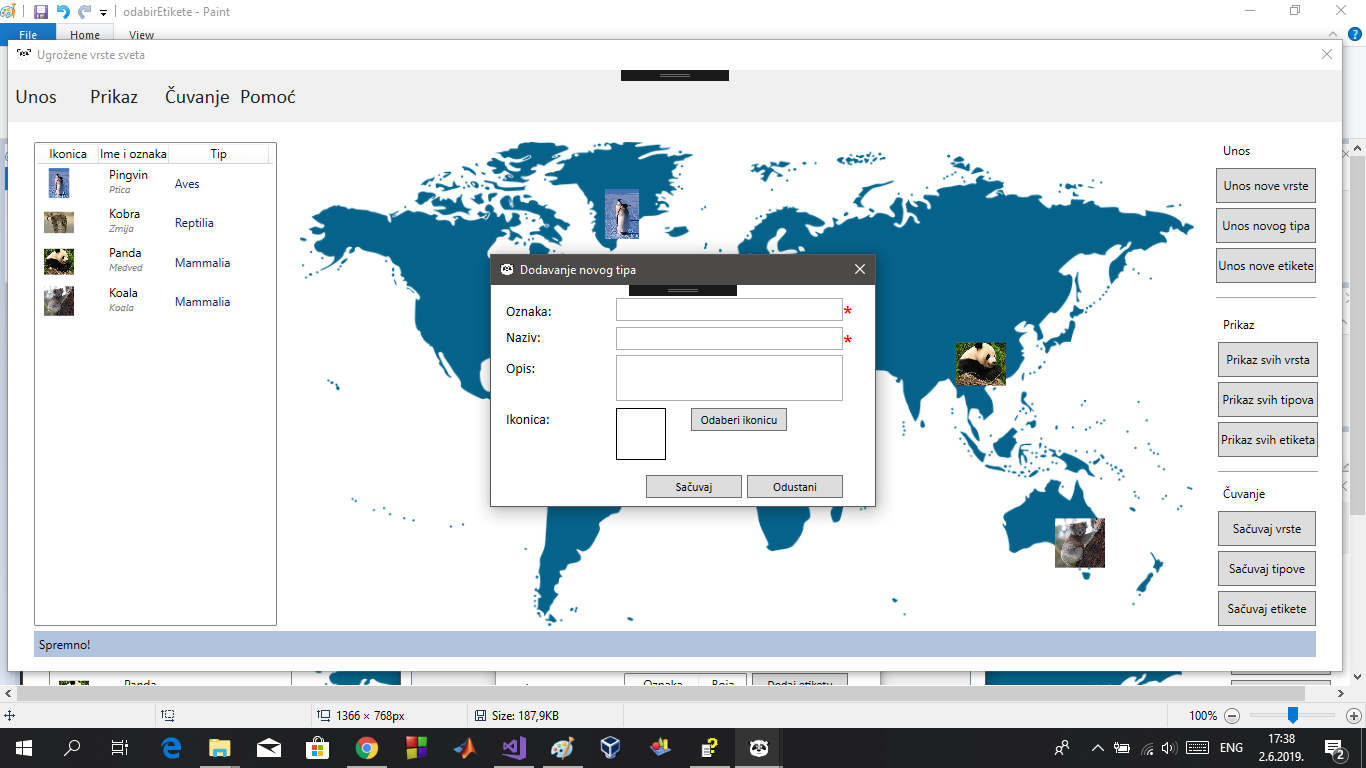 odabirEtikete - Paint
File Home View
Ugrožene vrste sveta
Unos Prikaz Čuvanje Pomoć
Ikonica Ime i oznaka Tip
Pingvin
Ptica
Aves
Kobra
Zmija
Reptilia
Panda
Medved
Mammalia
Koala
Koala
Mammalia
Dodavanje novog tipa
Oznaka: *
Naziv: *
Opis:
Ikonica:
Odaberi ikonicu
Sačuvaj Odustani
Unos
Unos nove vrste
Unos novog tipa
Unos nove etikete
Prikaz
Prikaz svih vrsta
Prikaz svih tipova
Prikaz svih etiketa
Čuvanje
Sačuvaj vrste
Sačuvaj tipove
Sačuvaj etikete
Spremno!
Panda Oznaka Boja Dodaj etiketu
1366 × 768px Size: 187,9KB 100%
ENG
17:38
2.6.2019.
2